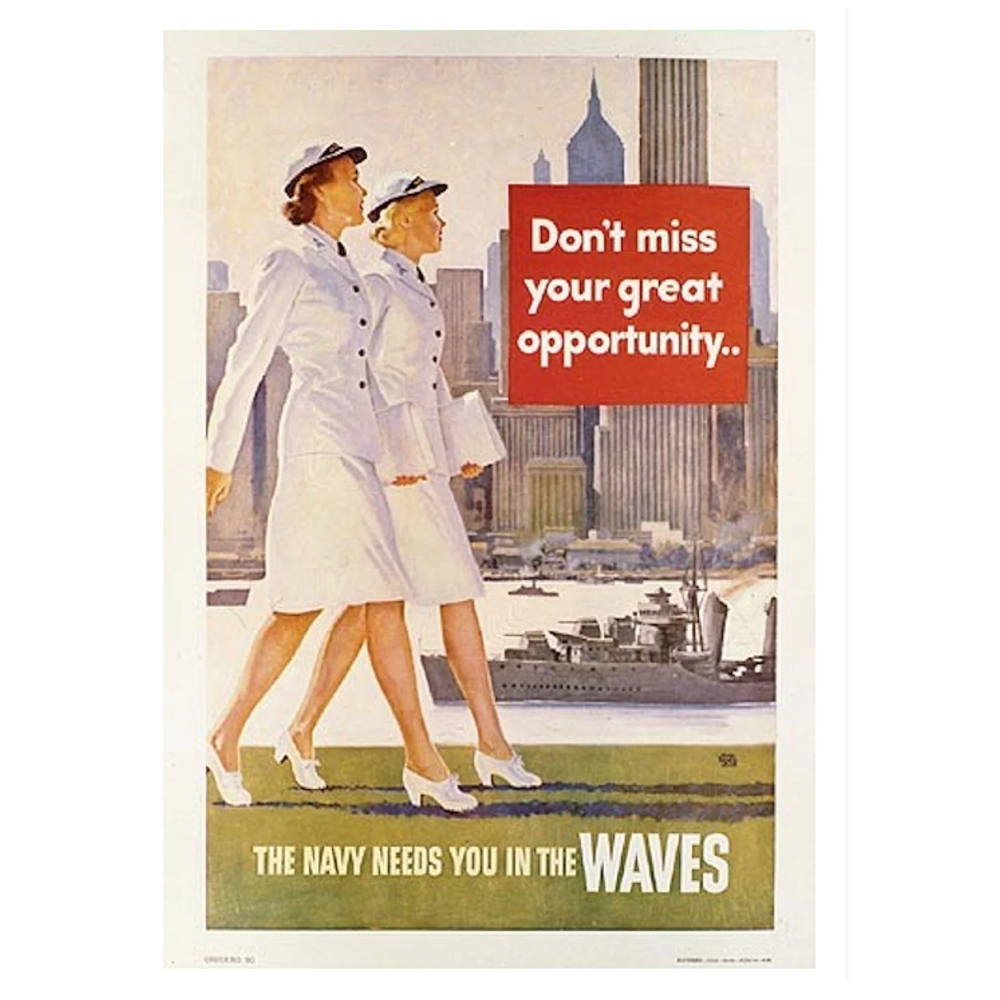 Don't miss
your great
opportunity..
THE NAVY NEEDS YOU IN THE WAVES